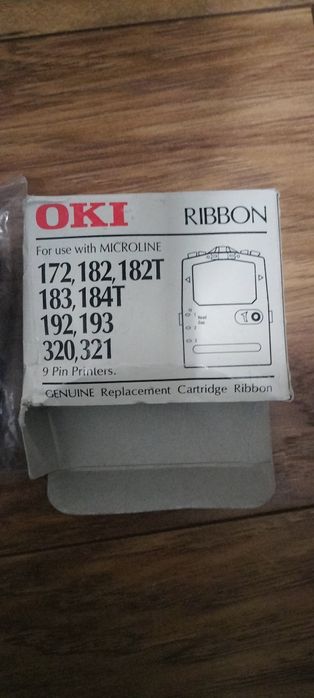 OKI RIBBON
For use with MICROLINE
172, 182, 182T
183, 184T
192, 193
320, 321
9 Pin Printers.
GENUINE Replacement Cartridge Ribbon